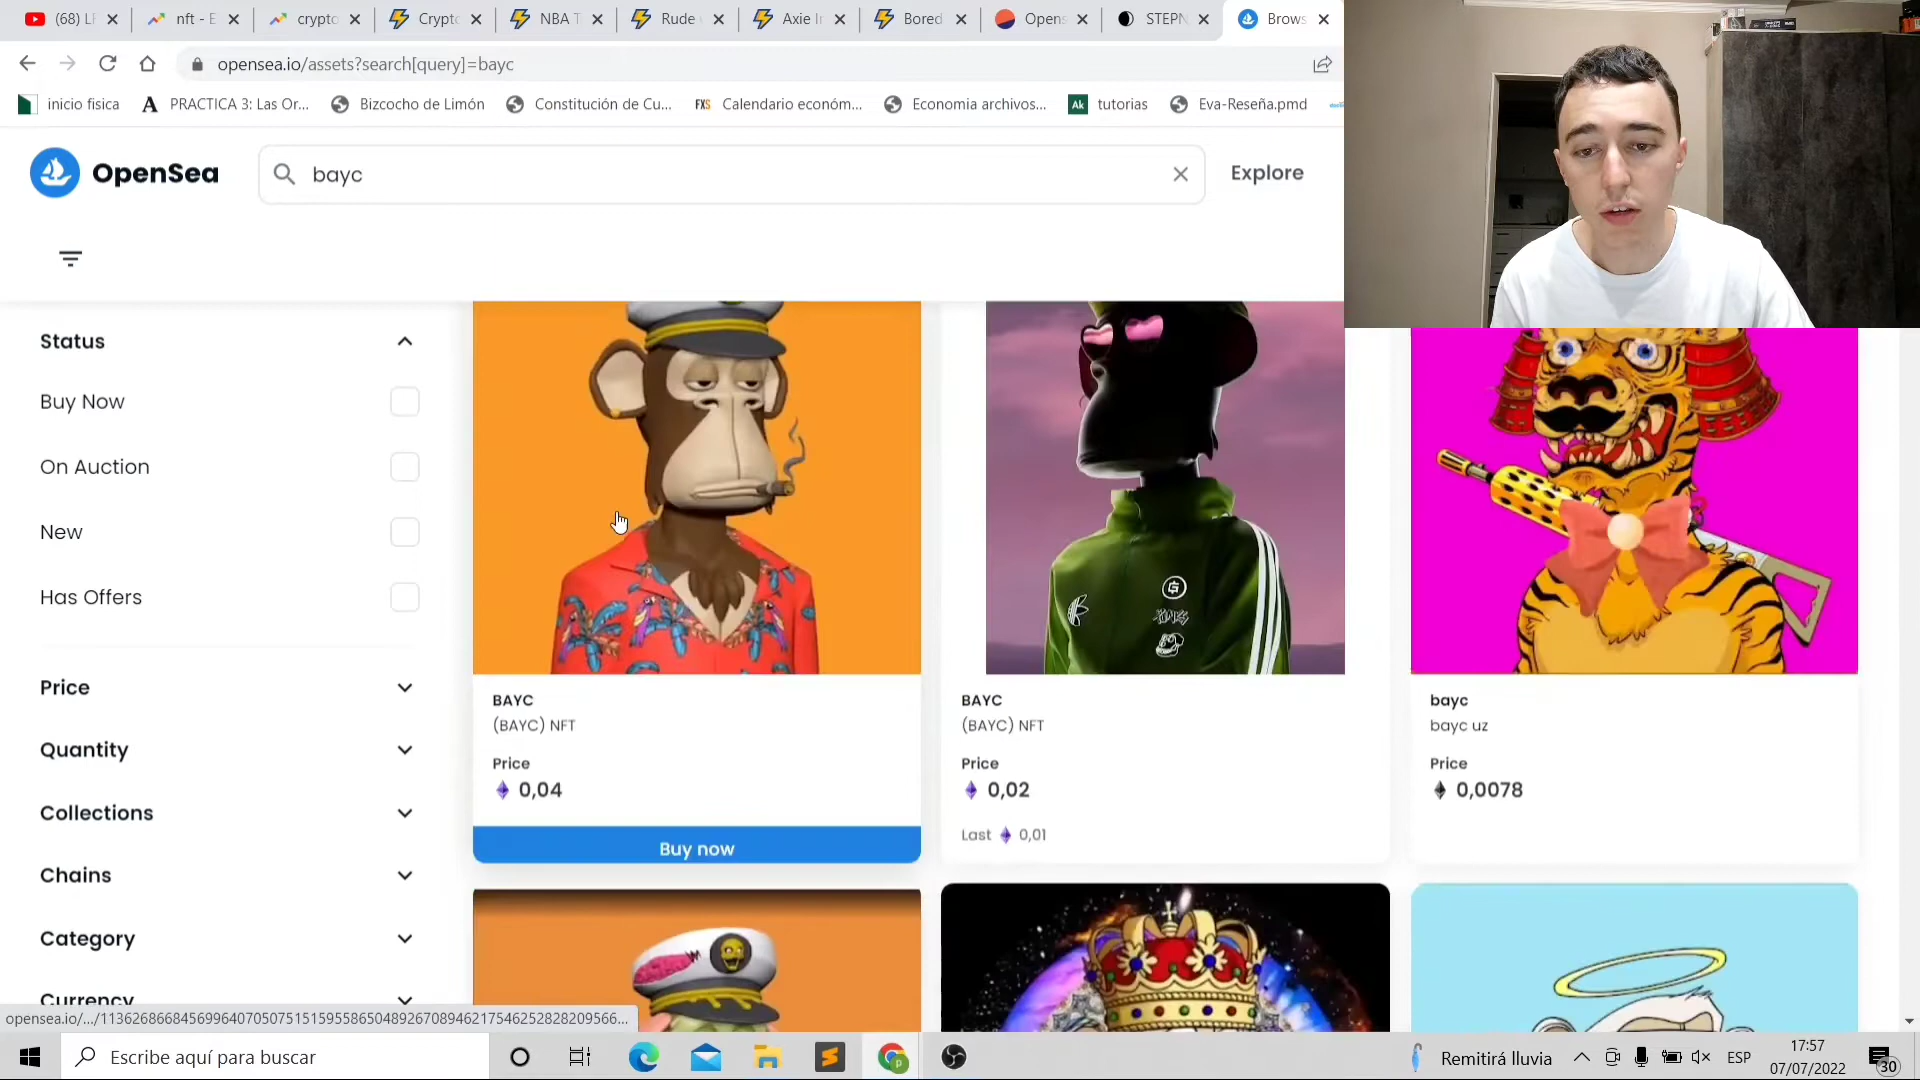 (68) LF
nft - E
crypto
Crypto
NBA T
Rude
Axie In
Bored
Opens
STEPN
Brows
opensea.io/assets?search[query]=bayc
inicio fisica
PRACTICA 3: Las Or...
Bizcocho de Limón
Constitución de Cu...
FXS Calendario económ...
Economia archivos...
Ak tutorias
Eva-Reseña.pmd
OpenSea
bayc
Explore
Status
Buy Now
On Auction
New
Has Offers
Price
Quantity
Collections
Chains
Category
Currency
BAYC
(BAYC) NFT
Price
0,04
Buy now
BAYC
(BAYC) NFT
Price
0,02
Last 0,01
bayc
bayc uz
Price
0,0078
Escribe aquí para buscar
Remitirá lluvia
ESP
17:57
07/07/2022
30